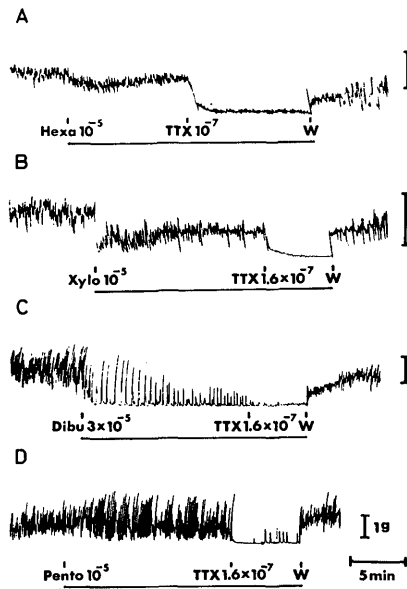 A
Hexa 10⁻⁵ TTX 10⁻⁷ W
B
Xylo 10⁻⁵ TTX 1.6×10⁻⁷ W
C
Dibu 3×10⁻⁵ TTX 1.6×10⁻⁷ W
D
1g
Pento 10⁻⁵ TTX 1.6×10⁻⁷ W
5 min